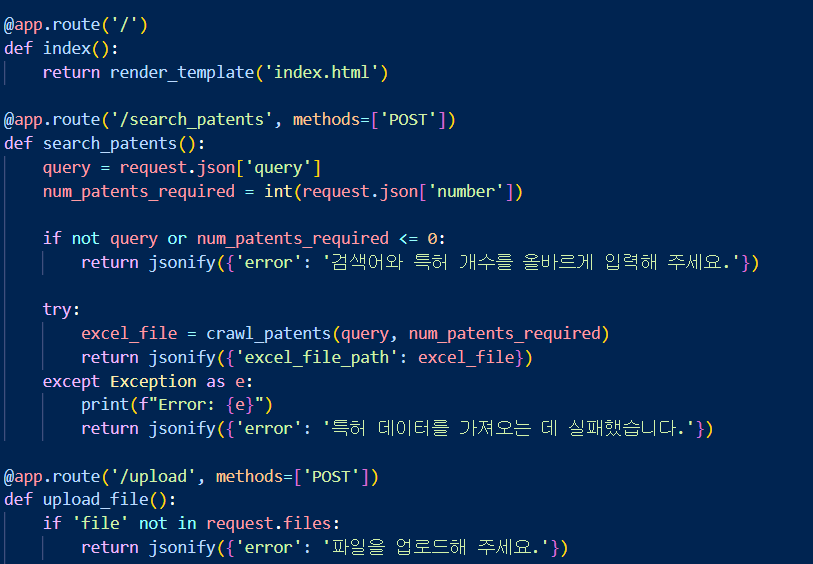 @app.route('/')
def index():
    return render_template('index.html')

@app.route('/search_patents', methods=['POST'])
def search_patents():
    query = request.json['query']
    num_patents_required = int(request.json['number'])

    if not query or num_patents_required <= 0:
        return jsonify({'error': '검색어와 특허 개수를 올바르게 입력해 주세요.'})

    try:
        excel_file = crawl_patents(query, num_patents_required)
        return jsonify({'excel_file_path': excel_file})
    except Exception as e:
        print(f"Error: {e}")
        return jsonify({'error': '특허 데이터를 가져오는 데 실패했습니다.'})

@app.route('/upload', methods=['POST'])
def upload_file():
    if 'file' not in request.files:
        return jsonify({'error': '파일을 업로드해 주세요.'})